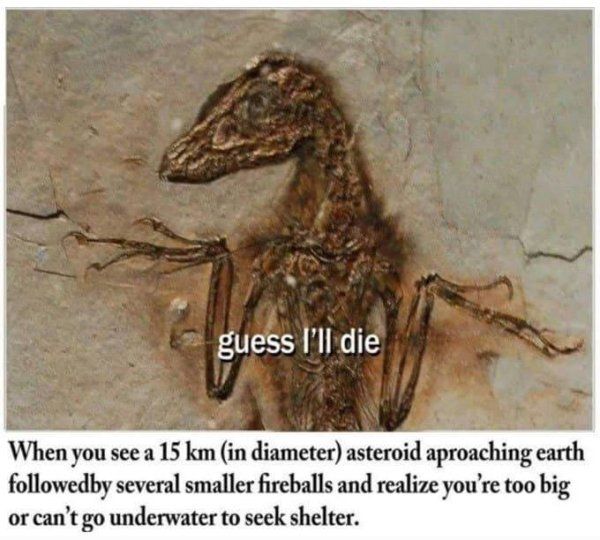 guess I'll die
When you see a 15 km (in diameter) asteroid aproaching earth
followedby several smaller fireballs and realize you're too big
or can't go underwater to seek shelter.